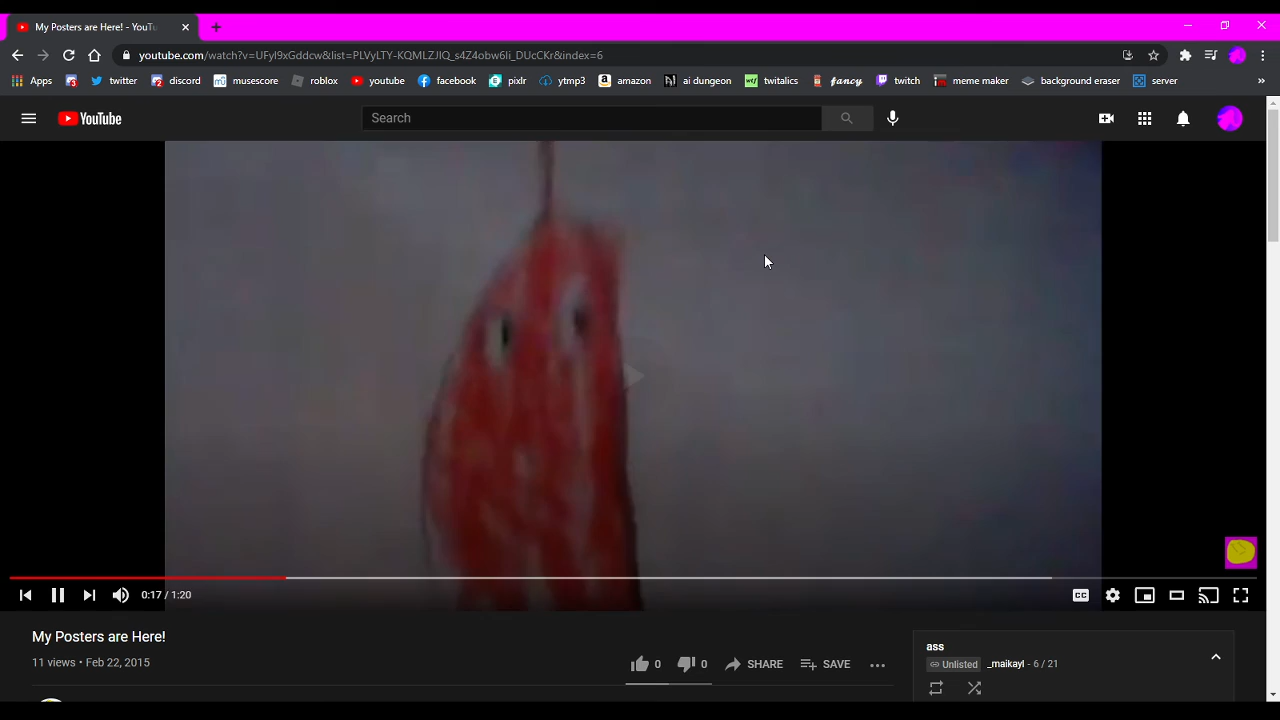 My Posters are Here! - YouTu
youtube.com/watch?v=UFyl9xGddcw&list=PLVyLTY-KQMLZJIQ_s4Z4obw6li_DUcCKr&index=6
Apps twitter discord musescore roblox youtube facebook pixlr ytmp3 amazon ai dungeon twitalics fancy twitch meme maker background eraser server
YouTube
Search
0:17 / 1:20
CC
My Posters are Here!
11 views • Feb 22, 2015
0 0 SHARE SAVE
ass
Unlisted _maikayl - 6 / 21